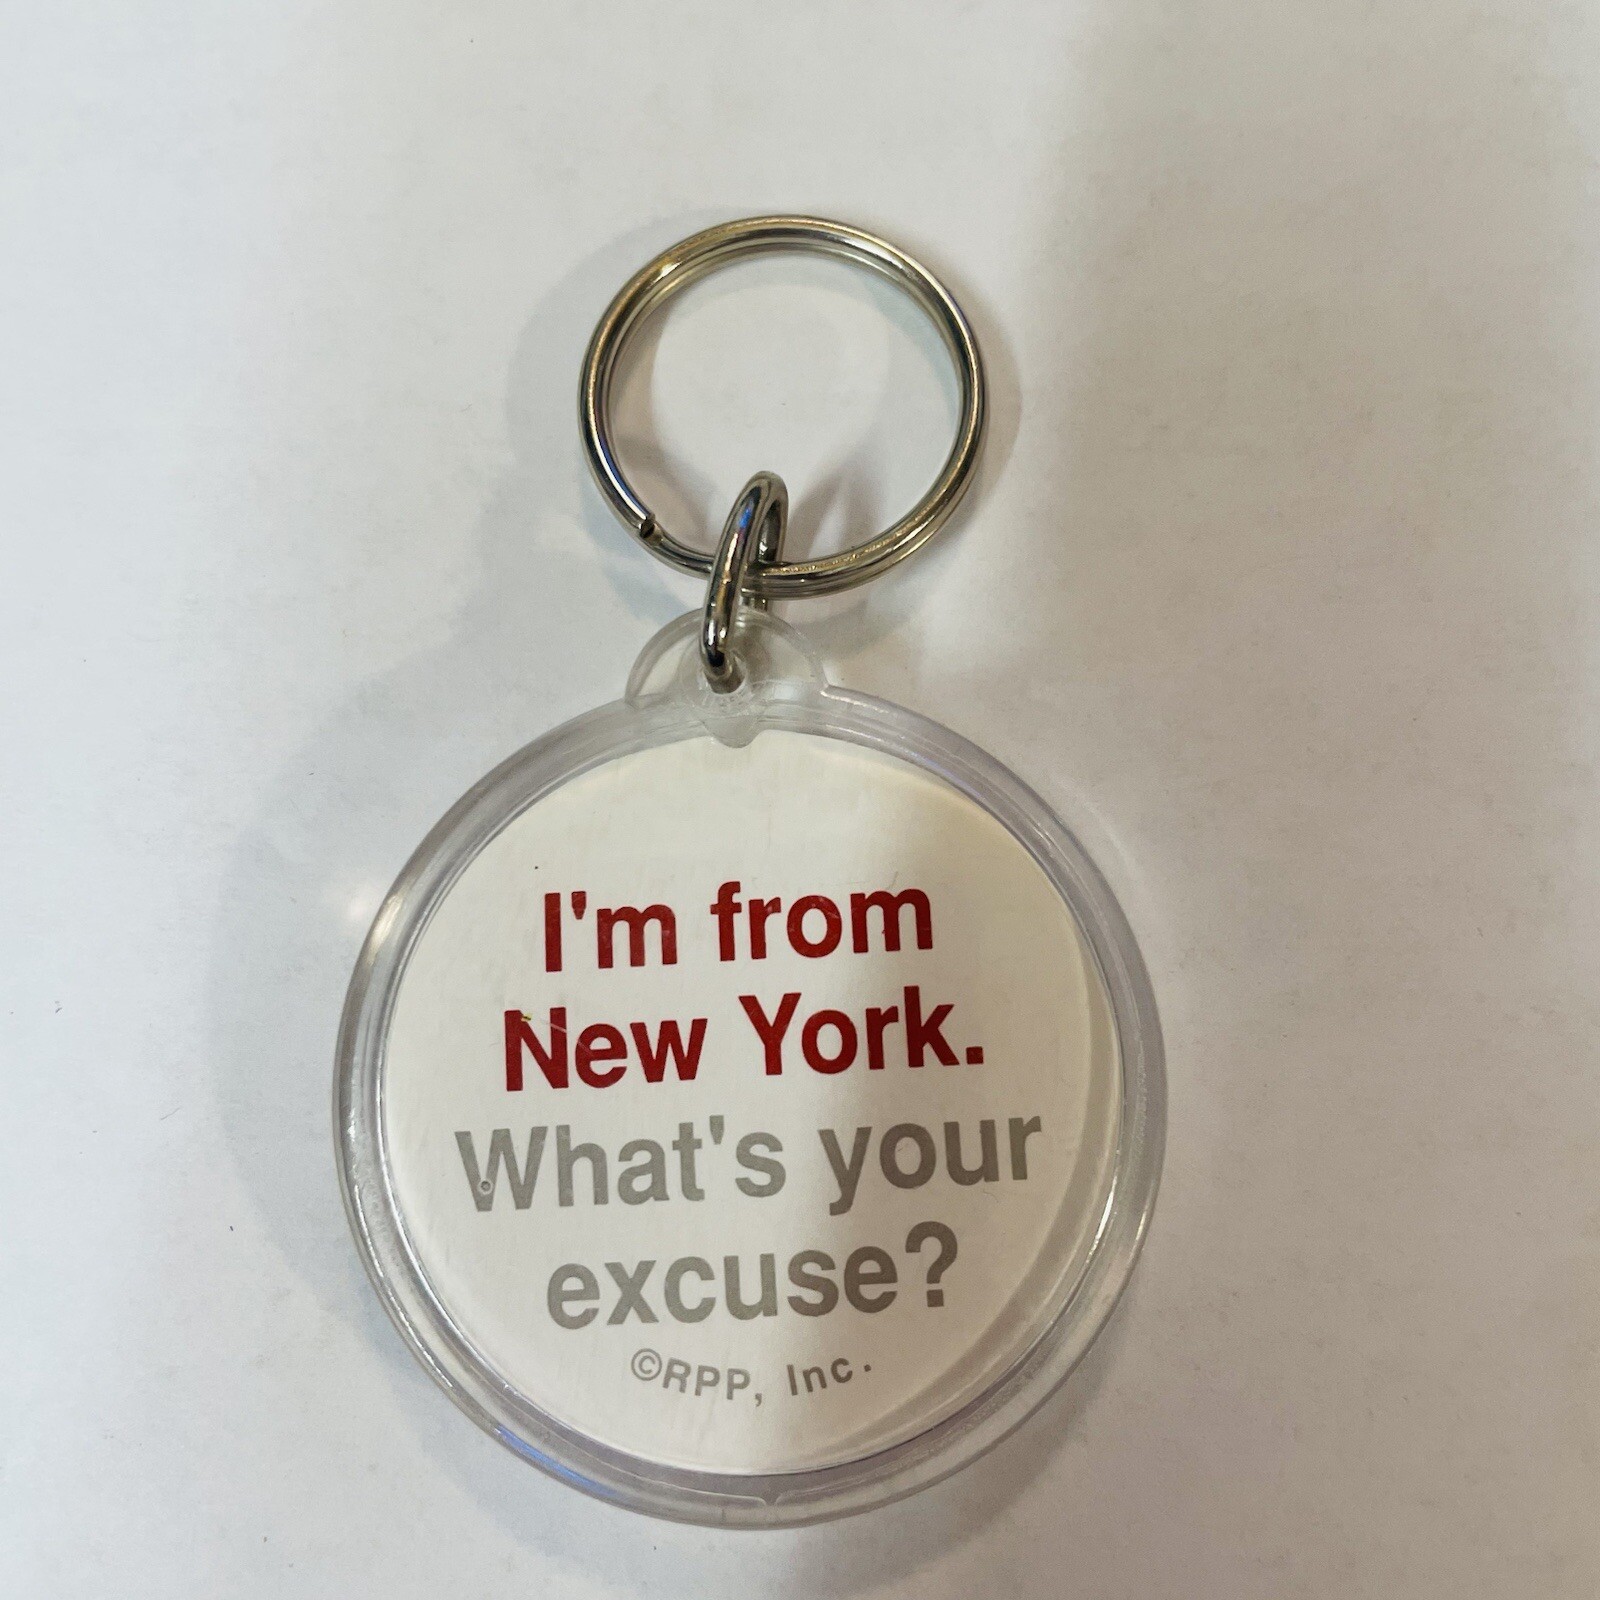 I'm from
New York.
What's your
excuse?
©RPP, Inc.